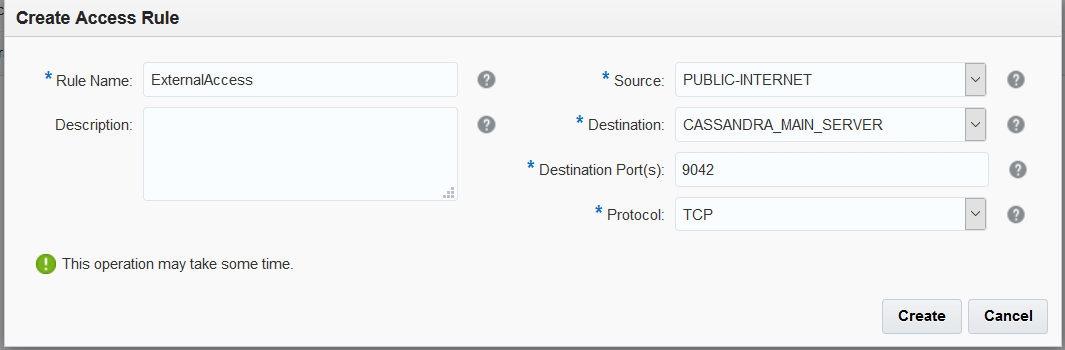 Create Access Rule
* Rule Name: ExternalAccess ?
Description: ?
* Source: PUBLIC-INTERNET ?
* Destination: CASSANDRA_MAIN_SERVER ?
* Destination Port(s): 9042 ?
* Protocol: TCP ?
! This operation may take some time.
Create Cancel